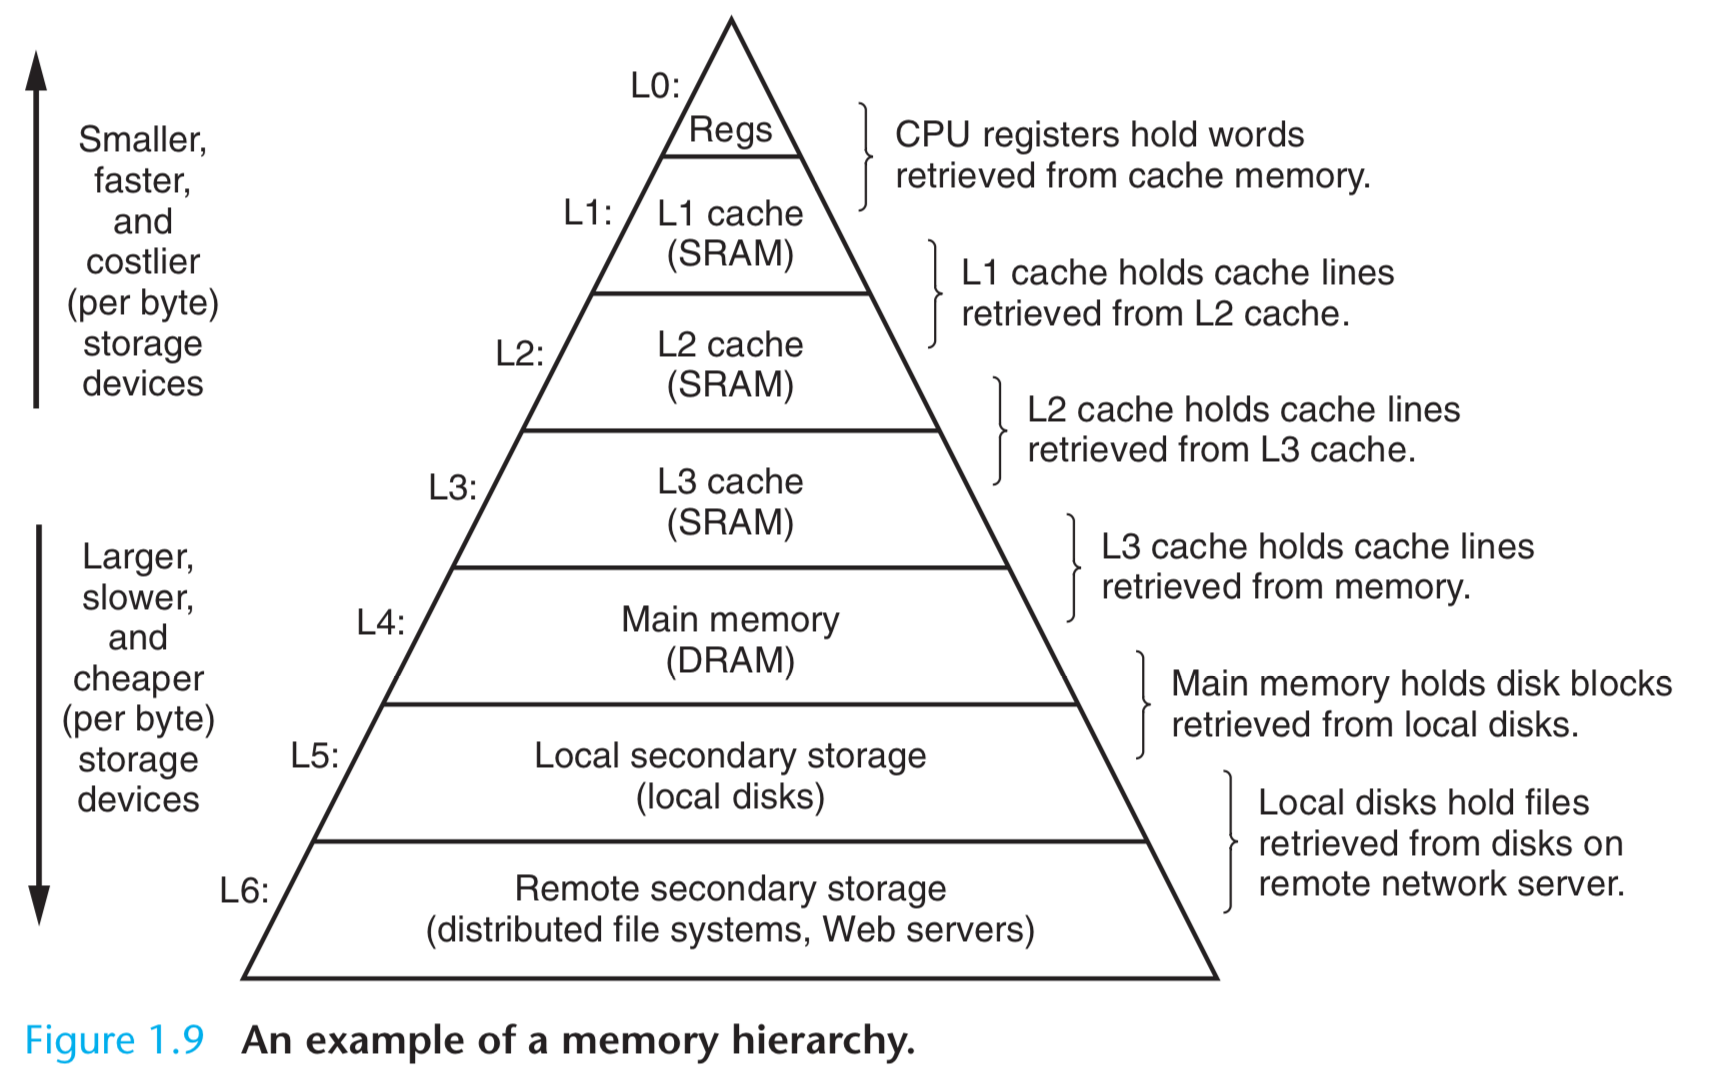 Smaller,
faster,
and
costlier
(per byte)
storage
devices
Larger,
slower,
and
cheaper
(per byte)
storage
devices
L0:
Regs
CPU registers hold words
retrieved from cache memory.
L1:
L1 cache
(SRAM)
L1 cache holds cache lines
retrieved from L2 cache.
L2:
L2 cache
(SRAM)
L2 cache holds cache lines
retrieved from L3 cache.
L3:
L3 cache
(SRAM)
L3 cache holds cache lines
retrieved from memory.
L4:
Main memory
(DRAM)
Main memory holds disk blocks
retrieved from local disks.
L5:
Local secondary storage
(local disks)
Local disks hold files
retrieved from disks on
remote network server.
L6:
Remote secondary storage
(distributed file systems, Web servers)
Figure 1.9 An example of a memory hierarchy.